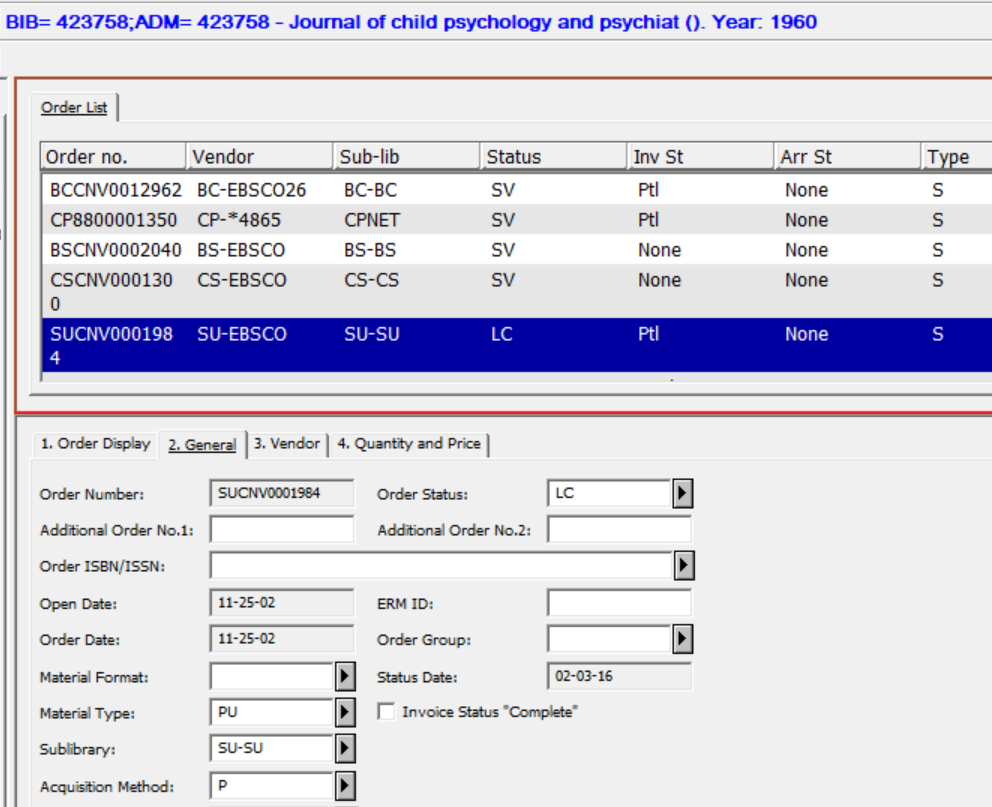 BIB= 423758;ADM= 423758 - Journal of child psychology and psychiat (). Year: 1960
Order List
Order no. Vendor Sub-lib Status Inv St Arr St Type
BCCNV0012962 BC-EBSCO26 BC-BC SV Ptl None S
CP8800001350 CP-*4865 CPNET SV Ptl None S
BSCNV0002040 BS-EBSCO BS-BS SV None None S
CSCNV000130 CS-EBSCO CS-CS SV None None S
0
SUCNV000198 SU-EBSCO SU-SU LC Ptl None S
4
1. Order Display 2. General 3. Vendor 4. Quantity and Price
Order Number: SUCNV0001984 Order Status: LC
Additional Order No.1: Additional Order No.2:
Order ISBN/ISSN:
Open Date: 11-25-02 ERM ID:
Order Date: 11-25-02 Order Group:
Material Format: Status Date: 02-03-16
Material Type: PU Invoice Status "Complete"
Sublibrary: SU-SU
Acquisition Method: P